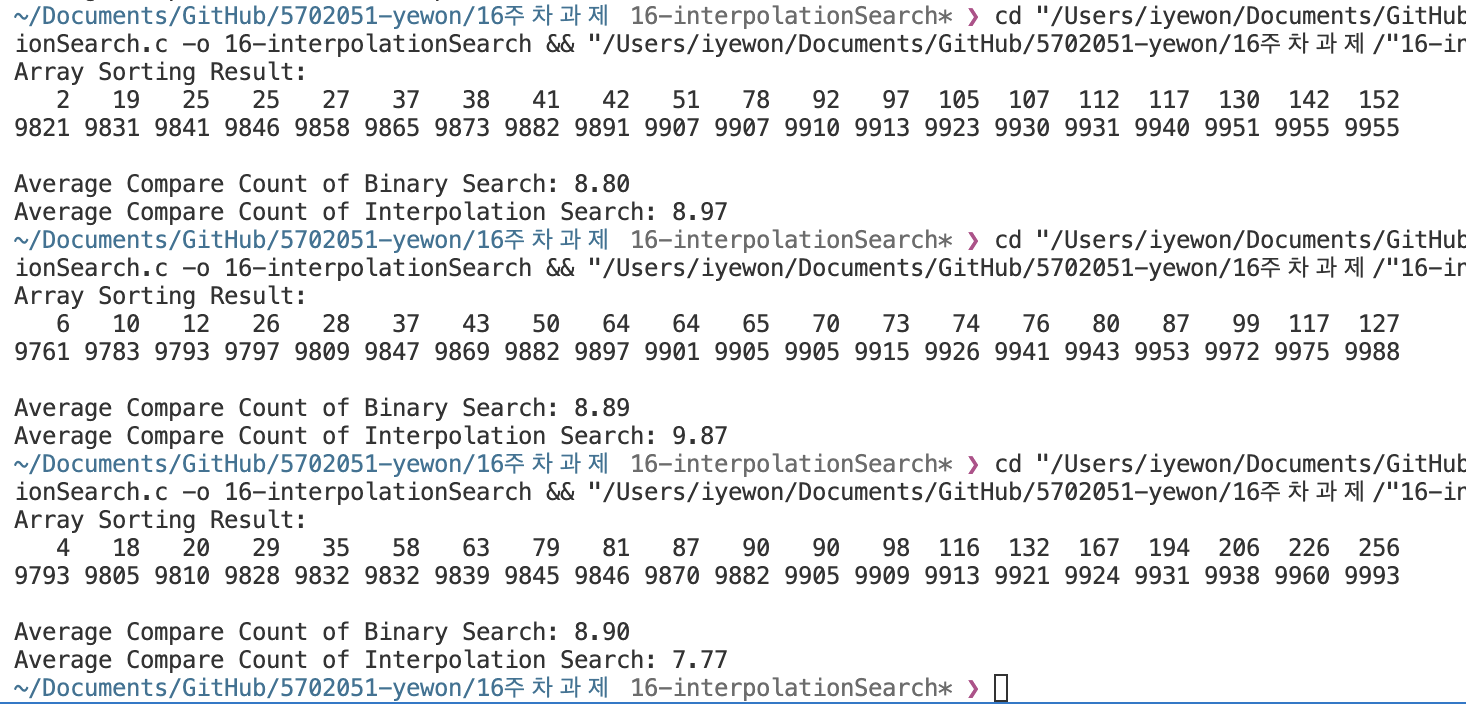 ~/Documents/GitHub/5702051-yewon/16주차과제 16-interpolationSearch* ❯ cd "/Users/iyewon/Documents/GitHub
ionSearch.c -o 16-interpolationSearch && "/Users/iyewon/Documents/GitHub/5702051-yewon/16주차과제/"16-in
Array Sorting Result:
2 19 25 25 27 37 38 41 42 51 78 92 97 105 107 112 117 130 142 152
9821 9831 9841 9846 9858 9865 9873 9882 9891 9907 9907 9910 9913 9923 9930 9931 9940 9951 9955 9955
Average Compare Count of Binary Search: 8.80
Average Compare Count of Interpolation Search: 8.97
~/Documents/GitHub/5702051-yewon/16주차과제 16-interpolationSearch* ❯ cd "/Users/iyewon/Documents/GitHub
ionSearch.c -o 16-interpolationSearch && "/Users/iyewon/Documents/GitHub/5702051-yewon/16주차과제/"16-in
Array Sorting Result:
6 10 12 26 28 37 43 50 64 64 65 70 73 74 76 80 87 99 117 127
9761 9783 9793 9797 9809 9847 9869 9882 9897 9901 9905 9905 9915 9926 9941 9943 9953 9972 9975 9988
Average Compare Count of Binary Search: 8.89
Average Compare Count of Interpolation Search: 9.87
~/Documents/GitHub/5702051-yewon/16주차과제 16-interpolationSearch* ❯ cd "/Users/iyewon/Documents/GitHub
ionSearch.c -o 16-interpolationSearch && "/Users/iyewon/Documents/GitHub/5702051-yewon/16주차과제/"16-in
Array Sorting Result:
4 18 20 29 35 58 63 79 81 87 90 90 98 116 132 167 194 206 226 256
9793 9805 9810 9828 9832 9832 9839 9845 9846 9870 9882 9905 9909 9913 9921 9924 9931 9938 9960 9993
Average Compare Count of Binary Search: 8.90
Average Compare Count of Interpolation Search: 7.77
~/Documents/GitHub/5702051-yewon/16주차과제 16-interpolationSearch* ❯